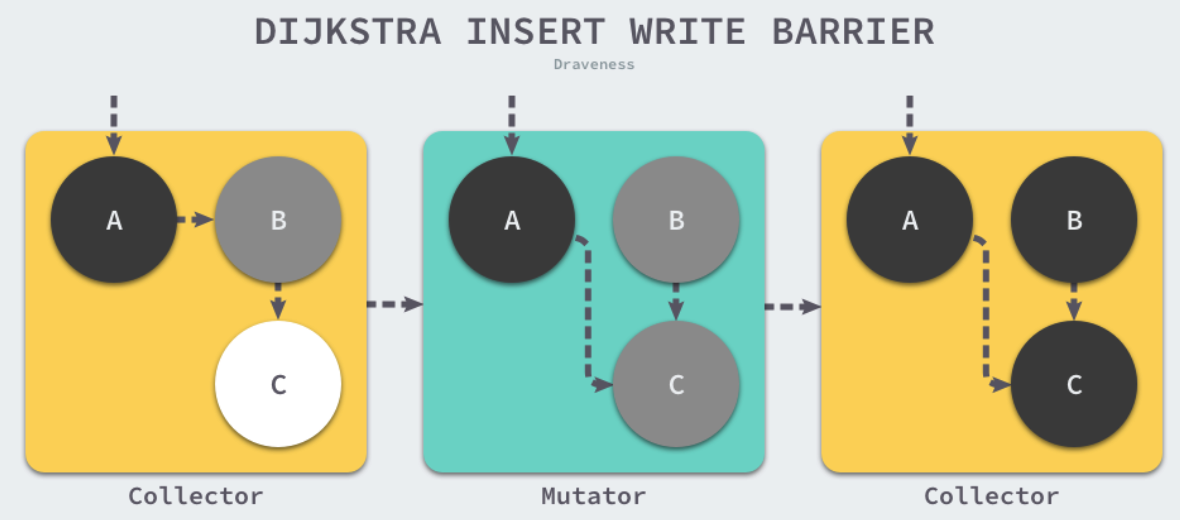 DIJKSTRA INSERT WRITE BARRIER
Draveness
A
B
C
A
B
C
A
B
C
Collector
Mutator
Collector